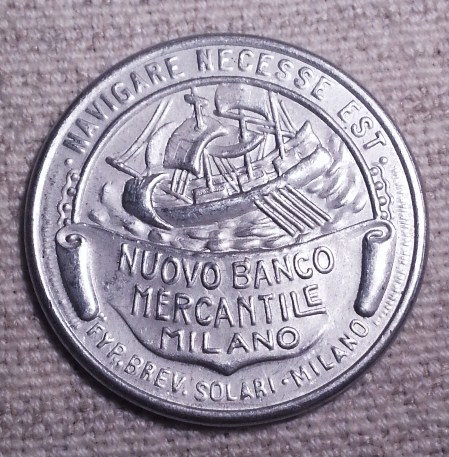 · NAVIGARE NECESSE EST ·
NUOVO BANCO
MERCANTILE
MILANO
FYP. BREV. SOLARI · MILANO